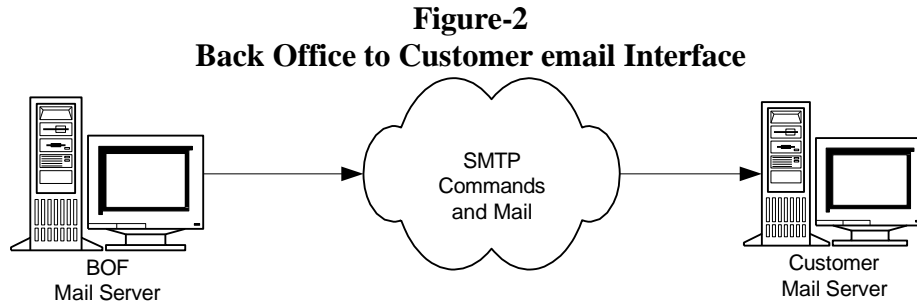 Figure-2
Back Office to Customer email Interface
SMTP
Commands
and Mail
BOF
Mail Server
Customer
Mail Server